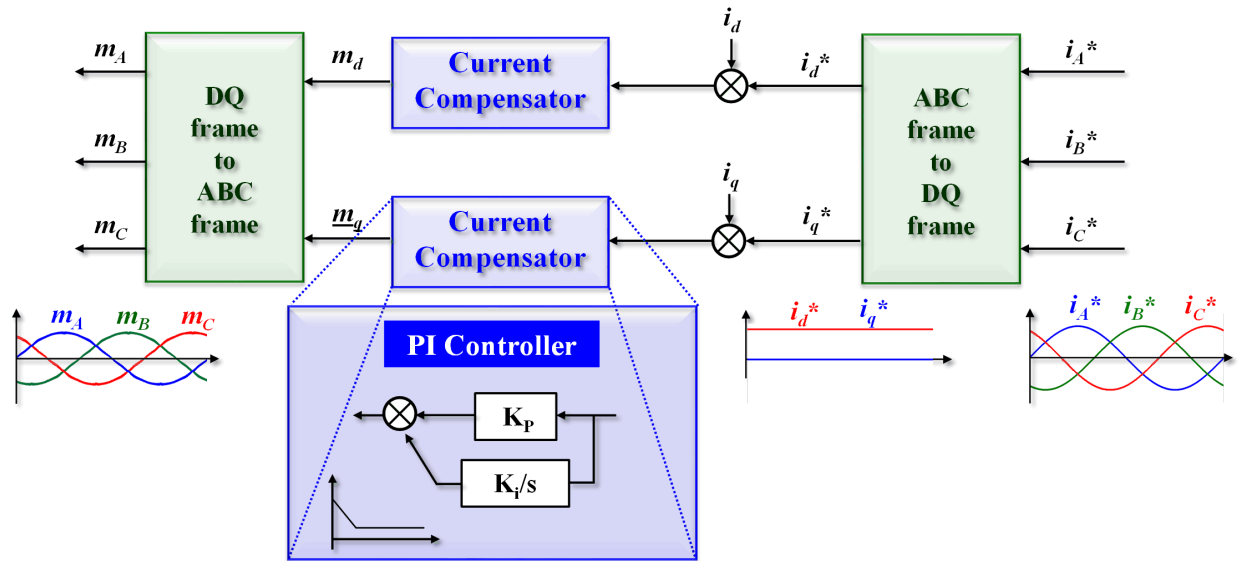 i_d
m_A
m_d
Current
Compensator
i_d*
i_A*
DQ
frame
to
ABC
frame
ABC
frame
to
DQ
frame
m_B
i_B*
i_q
m_C
m_q
Current
Compensator
i_q*
i_C*
m_A m_B m_C
PI Controller
i_d* i_q*
i_A* i_B* i_C*
K_P
K_i/s